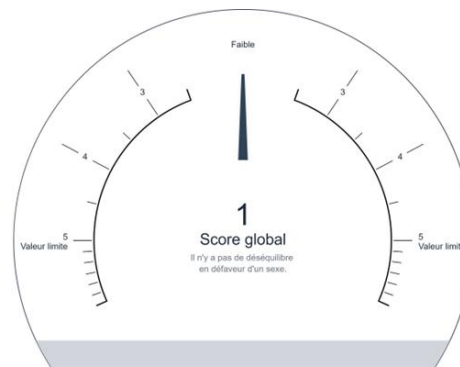 Faible
3
3
4
4
5
Valeur limite
5
Valeur limite
1
Score global
Il n'y a pas de déséquilibre
en défaveur d'un sexe.